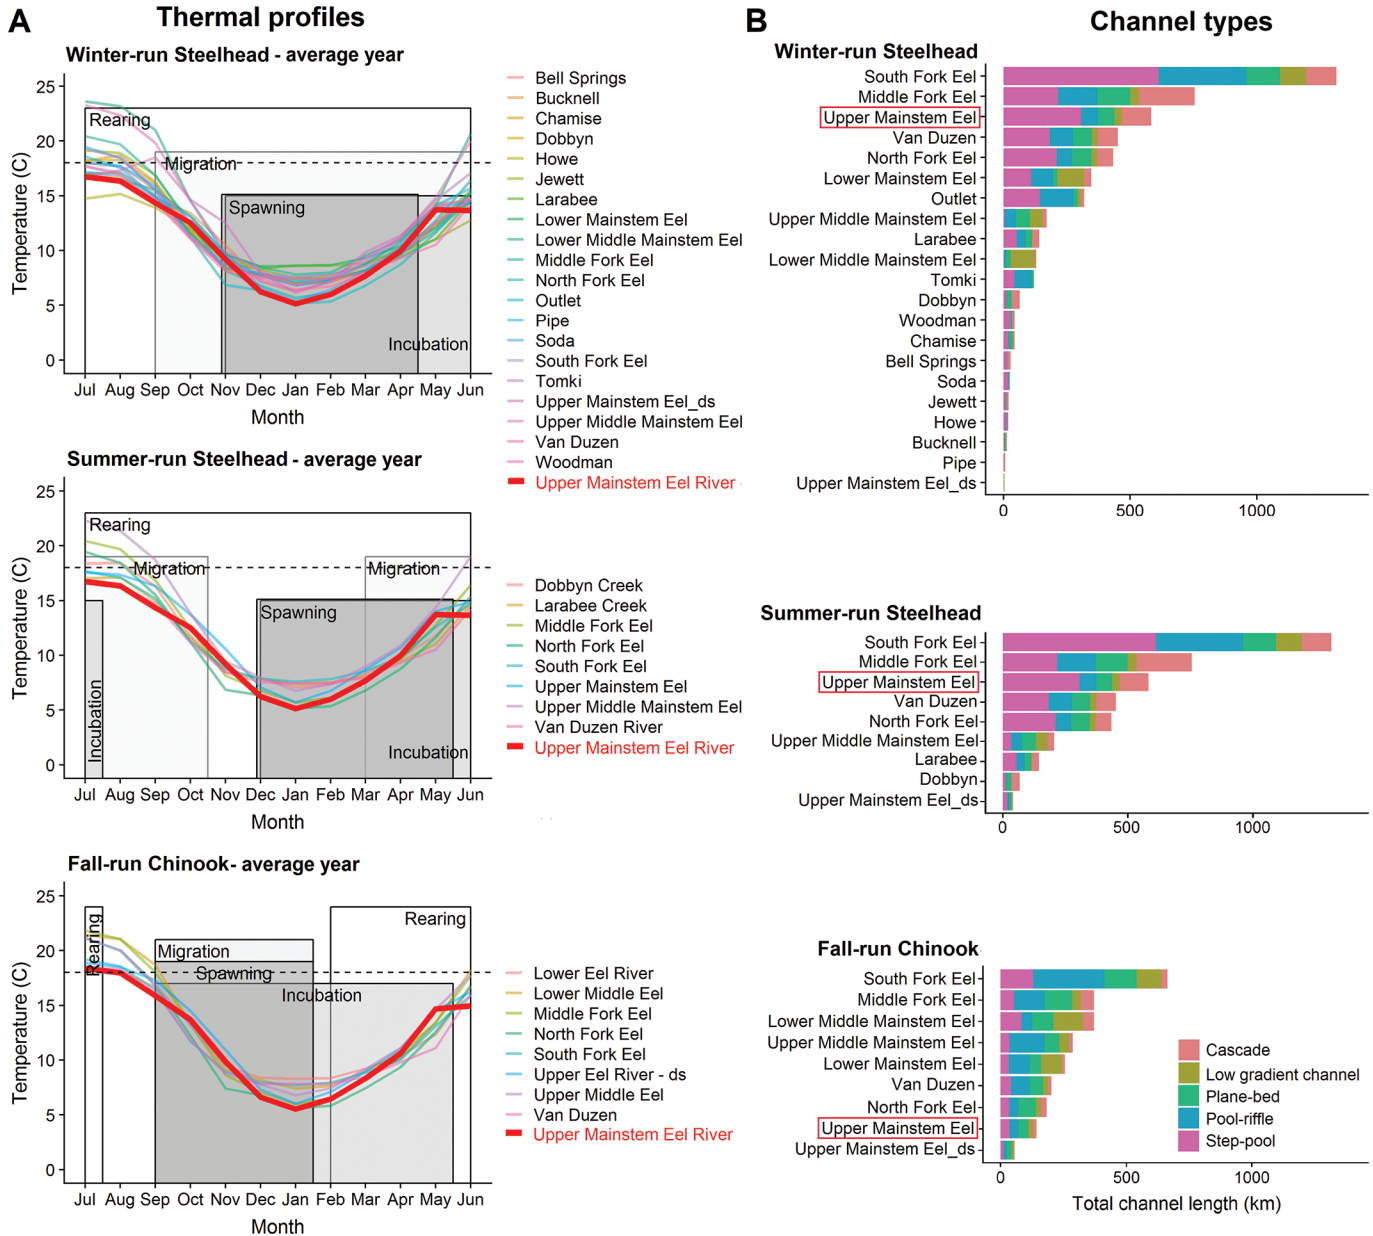 A
Thermal profiles
Winter-run Steelhead - average year
25
20
15
10
5
0
Temperature (C)
Rearing
Migration
Spawning
Incubation
Jul Aug Sep Oct Nov Dec Jan Feb Mar Apr May Jun
Month
Bell Springs
Bucknell
Chamise
Dobbyn
Howe
Jewett
Larabee
Lower Mainstem Eel
Lower Middle Mainstem Eel
Middle Fork Eel
North Fork Eel
Outlet
Pipe
Soda
South Fork Eel
Tomki
Upper Mainstem Eel_ds
Upper Middle Mainstem Eel
Van Duzen
Woodman
Upper Mainstem Eel River
Summer-run Steelhead - average year
25
20
15
10
5
0
Temperature (C)
Rearing
Migration
Migration
Spawning
Incubation
Incubation
Jul Aug Sep Oct Nov Dec Jan Feb Mar Apr May Jun
Month
Dobbyn Creek
Larabee Creek
Middle Fork Eel
North Fork Eel
South Fork Eel
Upper Mainstem Eel
Upper Middle Mainstem Eel
Van Duzen River
Upper Mainstem Eel River
Fall-run Chinook - average year
25
20
15
10
5
0
Temperature (C)
Rearing
Rearing
Migration
Spawning
Incubation
Jul Aug Sep Oct Nov Dec Jan Feb Mar Apr May Jun
Month
Lower Eel River
Lower Middle Eel
Middle Fork Eel
North Fork Eel
South Fork Eel
Upper Eel River - ds
Upper Middle Eel
Van Duzen
Upper Mainstem Eel River
B
Channel types
Winter-run Steelhead
South Fork Eel
Middle Fork Eel
Upper Mainstem Eel
Van Duzen
North Fork Eel
Lower Mainstem Eel
Outlet
Upper Middle Mainstem Eel
Larabee
Lower Middle Mainstem Eel
Tomki
Dobbyn
Woodman
Chamise
Bell Springs
Soda
Jewett
Howe
Bucknell
Pipe
Upper Mainstem Eel_ds
0 500 1000
Summer-run Steelhead
South Fork Eel
Middle Fork Eel
Upper Mainstem Eel
Van Duzen
North Fork Eel
Upper Middle Mainstem Eel
Larabee
Dobbyn
Upper Mainstem Eel_ds
0 500 1000
Fall-run Chinook
South Fork Eel
Middle Fork Eel
Lower Middle Mainstem Eel
Upper Middle Mainstem Eel
Lower Mainstem Eel
Van Duzen
North Fork Eel
Upper Mainstem Eel
Upper Mainstem Eel_ds
0 500 1000
Total channel length (km)
Cascade
Low gradient channel
Plane-bed
Pool-riffle
Step-pool